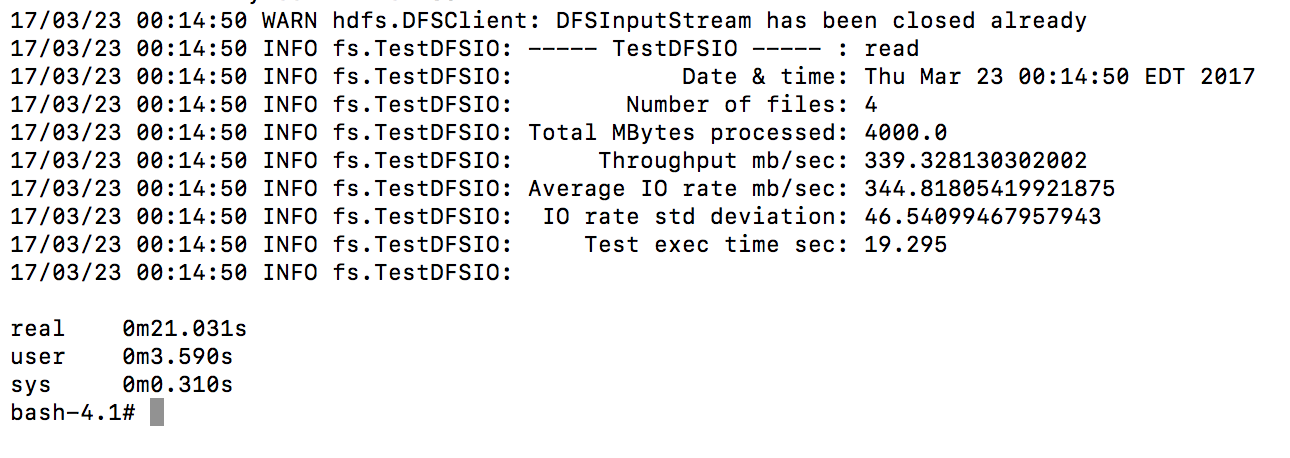 17/03/23 00:14:50 WARN hdfs.DFSClient: DFSInputStream has been closed already
17/03/23 00:14:50 INFO fs.TestDFSIO: ----- TestDFSIO ----- : read
17/03/23 00:14:50 INFO fs.TestDFSIO:            Date & time: Thu Mar 23 00:14:50 EDT 2017
17/03/23 00:14:50 INFO fs.TestDFSIO:        Number of files: 4
17/03/23 00:14:50 INFO fs.TestDFSIO: Total MBytes processed: 4000.0
17/03/23 00:14:50 INFO fs.TestDFSIO:      Throughput mb/sec: 339.328130302002
17/03/23 00:14:50 INFO fs.TestDFSIO: Average IO rate mb/sec: 344.81805419921875
17/03/23 00:14:50 INFO fs.TestDFSIO:  IO rate std deviation: 46.54099467957943
17/03/23 00:14:50 INFO fs.TestDFSIO:     Test exec time sec: 19.295
17/03/23 00:14:50 INFO fs.TestDFSIO:
real    0m21.031s
user    0m3.590s
sys     0m0.310s
bash-4.1#